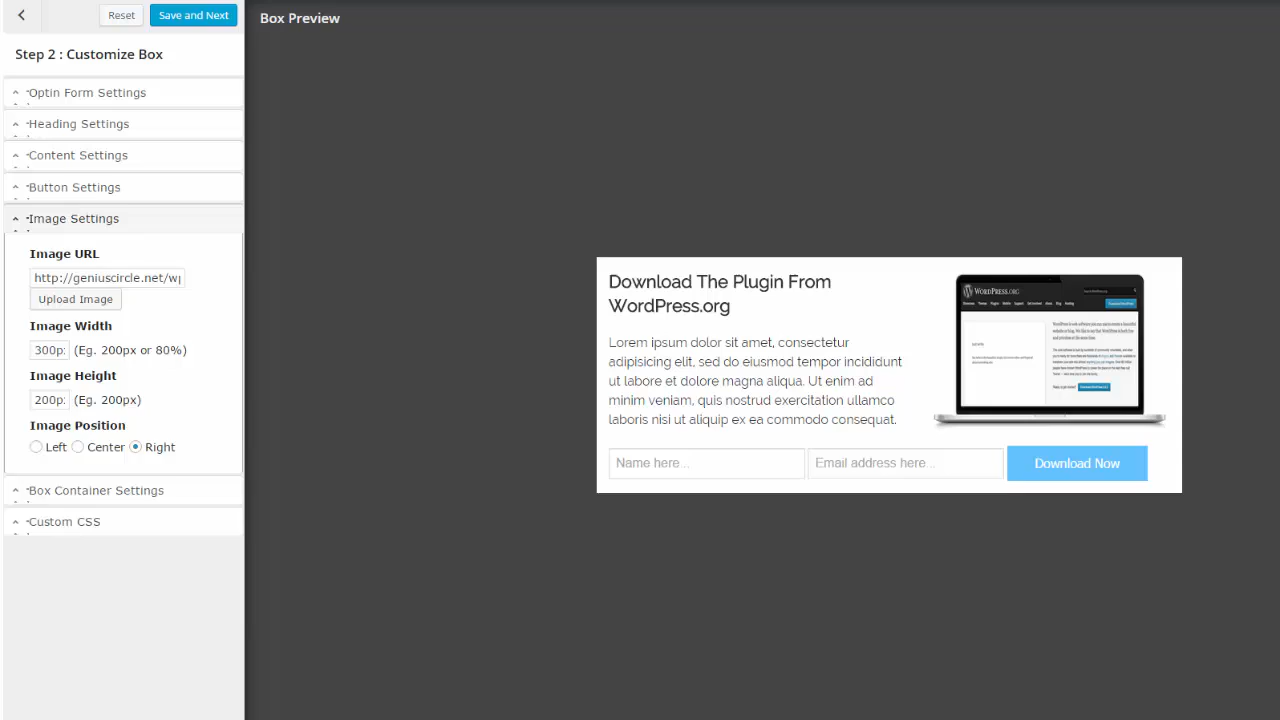 Reset
Save and Next
Step 2 : Customize Box
Optin Form Settings
Heading Settings
Content Settings
Button Settings
Image Settings
Image URL
http://geniuscircle.net/wp
Upload Image
Image Width
300p: (Eg. 200px or 80%)
Image Height
200p: (Eg. 200px)
Image Position
Left Center Right
Box Container Settings
Custom CSS
Box Preview
Download The Plugin From
WordPress.org
Lorem ipsum dolor sit amet, consectetur
adipisicing elit, sed do eiusmod tempor incididunt
ut labore et dolore magna aliqua. Ut enim ad
minim veniam, quis nostrud exercitation ullamco
laboris nisi ut aliquip ex ea commodo consequat.
WORDPRESS.ORG
Name here...
Email address here...
Download Now